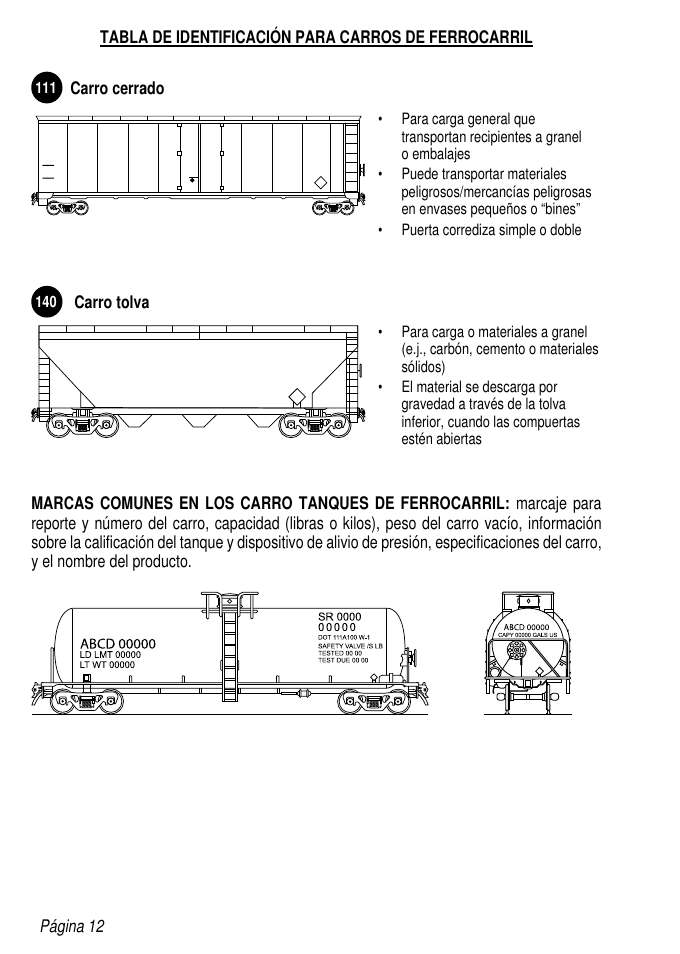 TABLA DE IDENTIFICACIÓN PARA CARROS DE FERROCARRIL
111 Carro cerrado
• Para carga general que
transportan recipientes a granel
o embalajes
• Puede transportar materiales
peligrosos/mercancías peligrosas
en envases pequeños o “bines”
• Puerta corrediza simple o doble
140 Carro tolva
• Para carga o materiales a granel
(e.j., carbón, cemento o materiales
sólidos)
• El material se descarga por
gravedad a través de la tolva
inferior, cuando las compuertas
estén abiertas
MARCAS COMUNES EN LOS CARRO TANQUES DE FERROCARRIL: marcaje para
reporte y número del carro, capacidad (libras o kilos), peso del carro vacío, información
sobre la calificación del tanque y dispositivo de alivio de presión, especificaciones del carro,
y el nombre del producto.
ABCD 00000
LD LMT 00000
LT WT 00000
SR 0000
00000
DOT 111A100 W-1
SAFETY VALVE /S LB
TESTED 00 00
TEST DUE 00 00
ABCD 00000
CAPY 00000 GALS US
Página 12